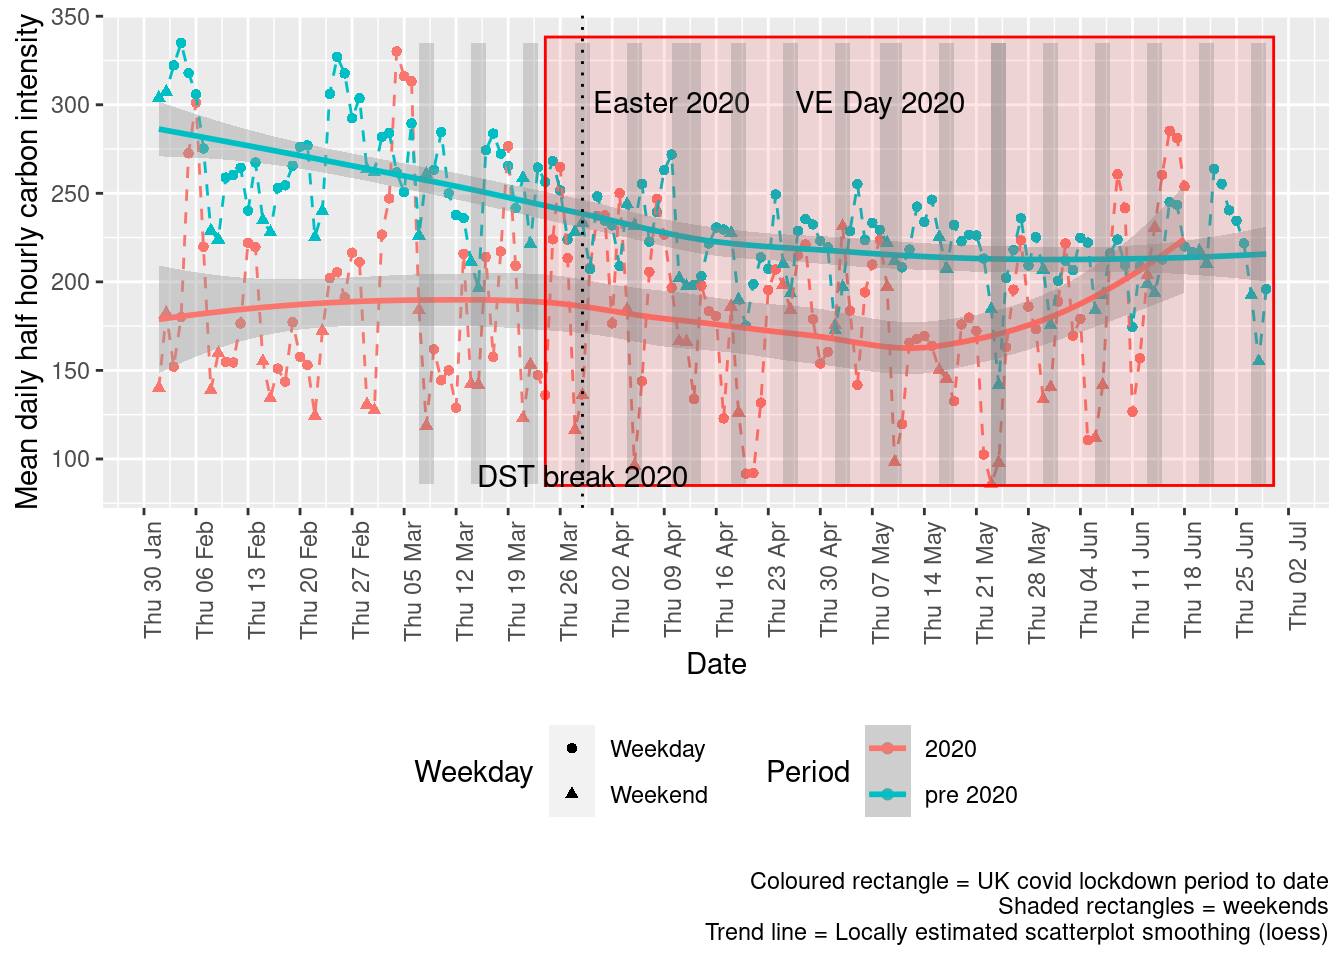 Mean daily half hourly carbon intensity
350
300
250
200
150
100
Easter 2020
VE Day 2020
DST break 2020
Thu 30 Jan
Thu 06 Feb
Thu 13 Feb
Thu 20 Feb
Thu 27 Feb
Thu 05 Mar
Thu 12 Mar
Thu 19 Mar
Thu 26 Mar
Thu 02 Apr
Thu 09 Apr
Thu 16 Apr
Thu 23 Apr
Thu 30 Apr
Thu 07 May
Thu 14 May
Thu 21 May
Thu 28 May
Thu 04 Jun
Thu 11 Jun
Thu 18 Jun
Thu 25 Jun
Thu 02 Jul
Date
Weekday
Weekday
Weekend
Period
2020
pre 2020
Coloured rectangle = UK covid lockdown period to date
Shaded rectangles = weekends
Trend line = Locally estimated scatterplot smoothing (loess)